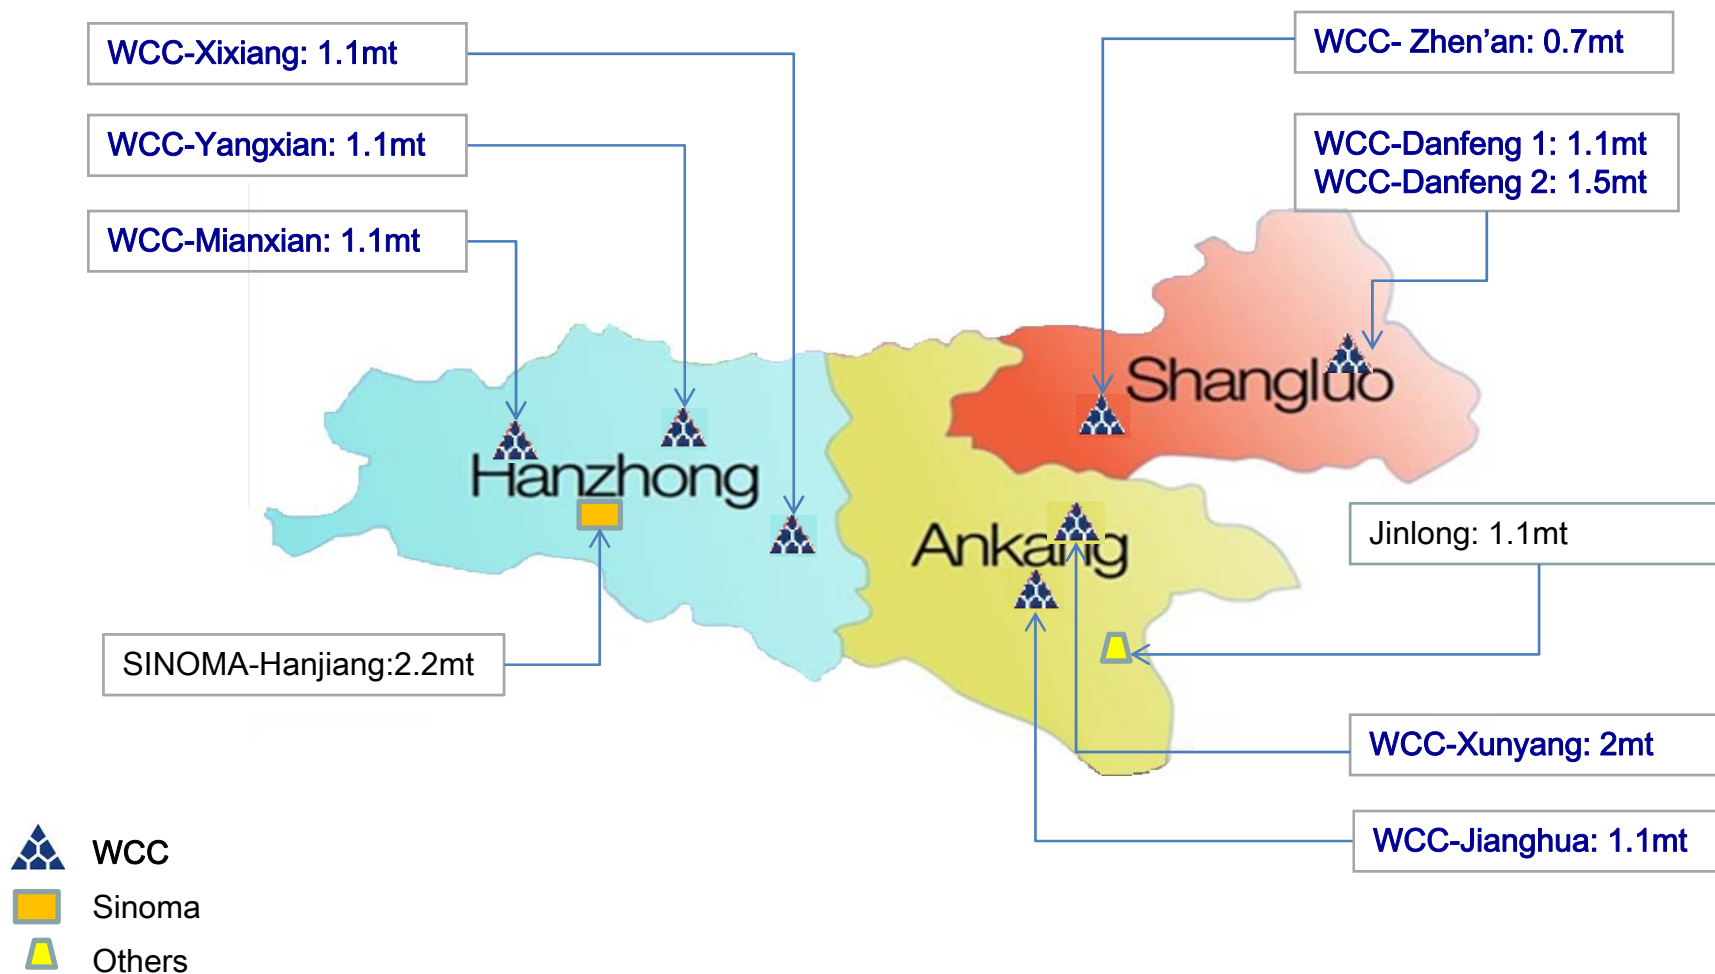 WCC-Xixiang: 1.1mt
WCC- Zhen’an: 0.7mt
WCC-Yangxian: 1.1mt
WCC-Danfeng 1: 1.1mt
WCC-Danfeng 2: 1.5mt
WCC-Mianxian: 1.1mt
Shangluo
Hanzhong
Ankang
Jinlong: 1.1mt
SINOMA-Hanjiang:2.2mt
WCC-Xunyang: 2mt
WCC-Jianghua: 1.1mt
WCC
Sinoma
Others